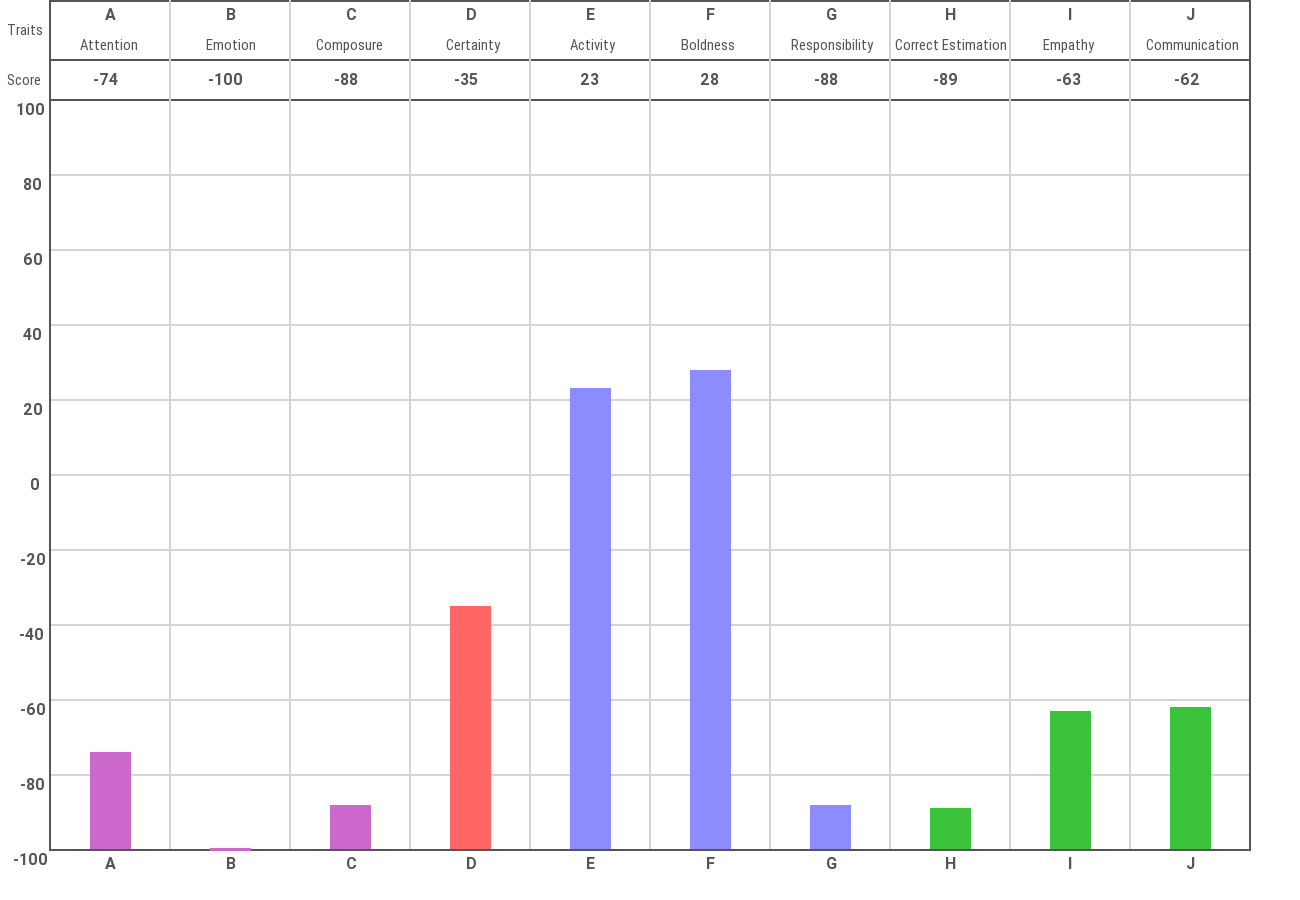 A B C D E F G H I J
Traits
Attention Emotion Composure Certainty Activity Boldness Responsibility Correct Estimation Empathy Communication
Score -74 -100 -88 -35 23 28 -88 -89 -63 -62
100
80
60
40
20
0
-20
-40
-60
-80
-100
A B C D E F G H I J